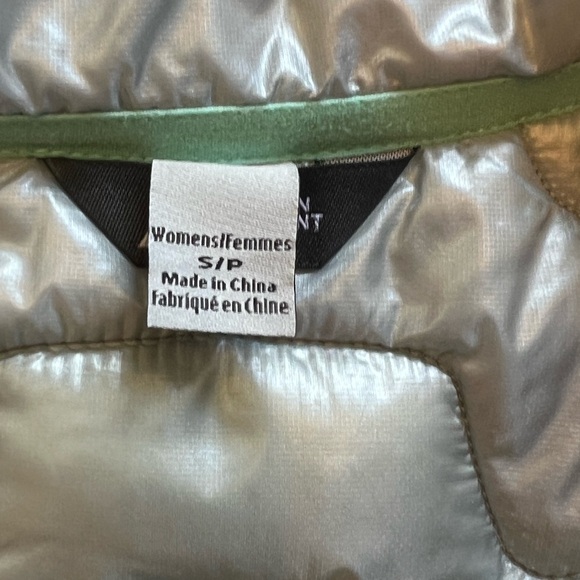 Womens/Femmes
S/P
Made in China
Fabriqué en Chine